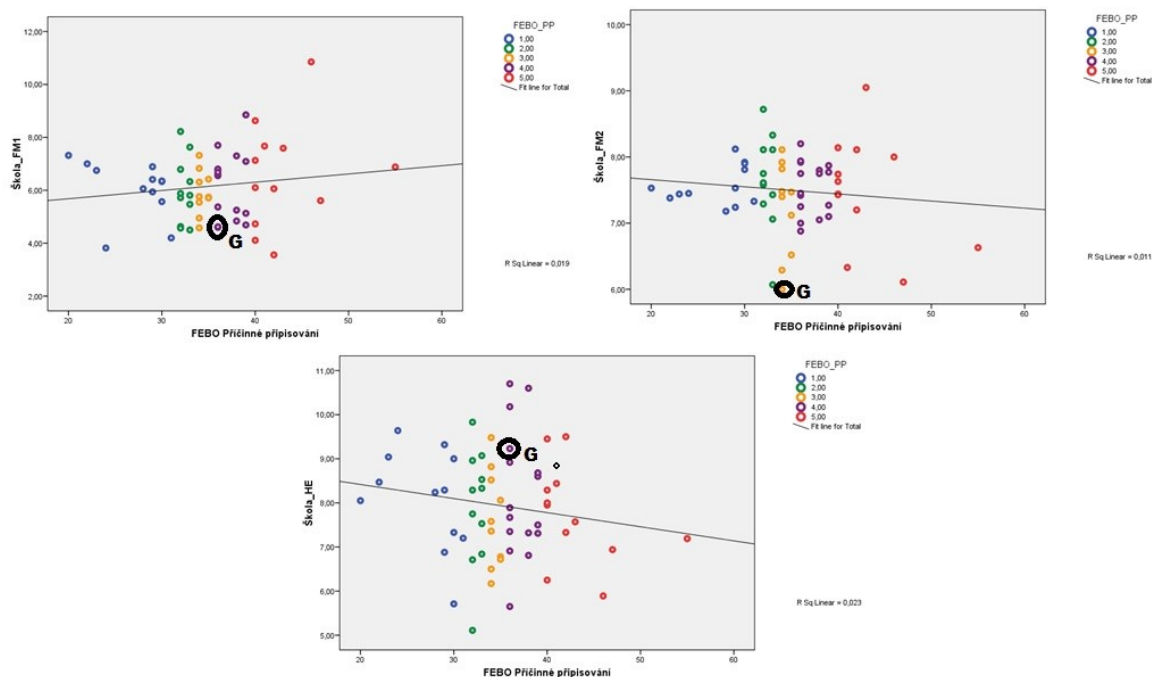 FEBO_PP
1,00
2,00
3,00
4,00
5,00
Fit line for Total
12,00
10,00
8,00
6,00
4,00
2,00
Škola_FM1
G
R Sq Linear = 0,019
20 30 40 50 60
FEBO Příčinné připisování
FEBO_PP
1,00
2,00
3,00
4,00
5,00
Fit line for Total
10,00
9,00
8,00
7,00
6,00
Škola_FM2
G
R Sq Linear = 0,011
20 30 40 50 60
FEBO Příčinné připisování
FEBO_PP
1,00
2,00
3,00
4,00
5,00
Fit line for Total
11,00
10,00
9,00
8,00
7,00
6,00
5,00
Škola_HE
G
R Sq Linear = 0,023
20 30 40 50 60
FEBO Příčinné připisování